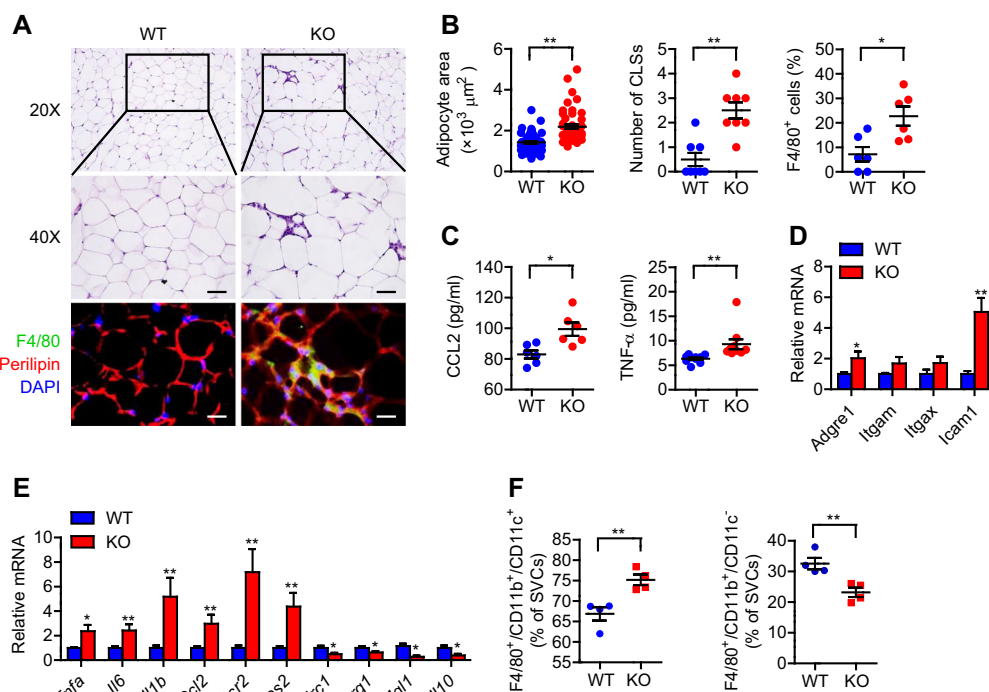 A
WT
KO
20X
40X
F4/80
Perilipin
DAPI
B
Adipocyte area
(× 10³ µm²)
6
4
2
0
**
WT
KO
Number of CLSs
5
4
3
2
1
0
**
WT
KO
F4/80⁺ cells (%)
50
40
30
20
10
0
*
WT
KO
C
CCL2 (pg/ml)
140
120
100
80
60
*
WT
KO
TNF-α (pg/ml)
25
20
15
10
5
0
**
WT
KO
D
WT
KO
Relative mRNA
8
6
4
2
0
*
**
Adgre1
Itgam
Itgax
Icam1
E
WT
KO
Relative mRNA
10
8
6
4
2
0
*
**
**
**
**
**
*
*
*
*
Il6
Il1b
Il10
F
F4/80⁺/CD11b⁺/CD11c⁺
(% of SVCs)
85
80
75
70
65
60
55
**
WT
KO
F4/80⁺/CD11b⁺/CD11c⁻
(% of SVCs)
40
30
20
10
0
**
WT
KO